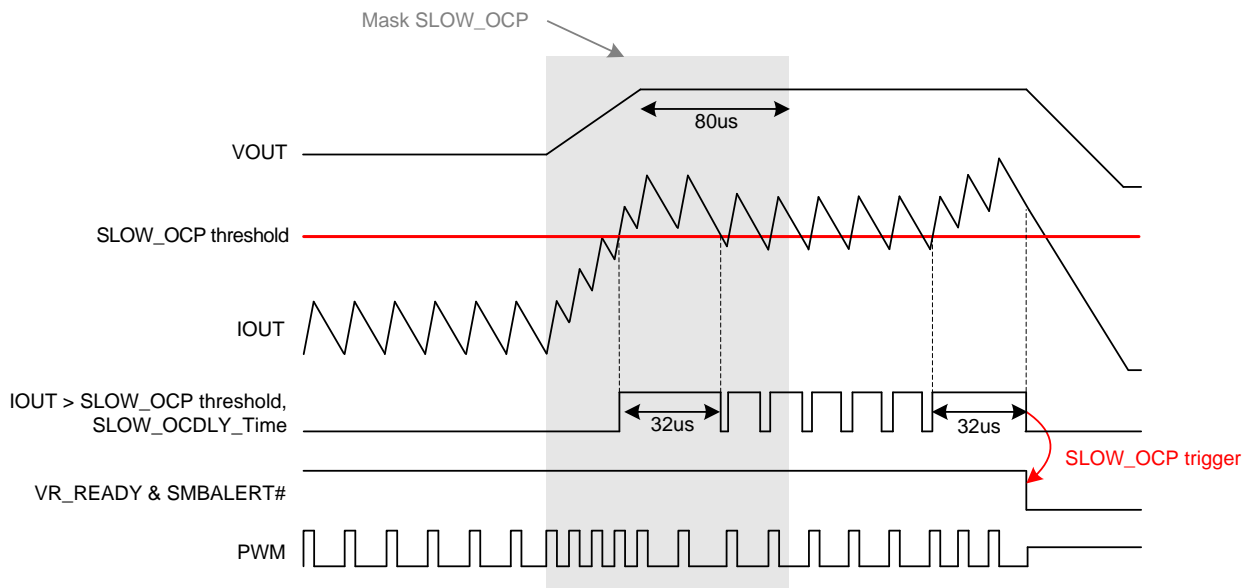 Mask SLOW_OCP
80us
VOUT
SLOW_OCP threshold
IOUT
IOUT > SLOW_OCP threshold,
SLOW_OCDLY_Time
32us
32us
SLOW_OCP trigger
VR_READY & SMBALERT#
PWM